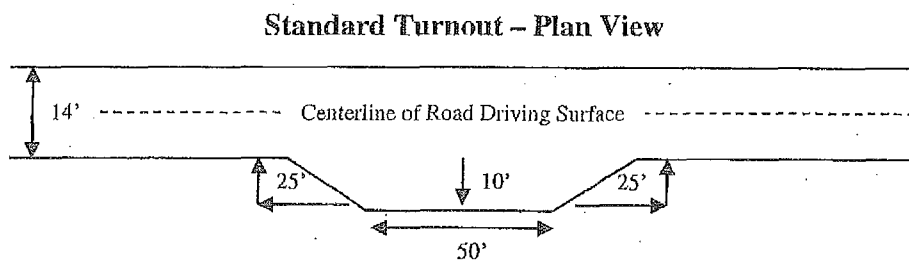 Standard Turnout – Plan View
14'
Centerline of Road Driving Surface
25'
10'
25'
50'